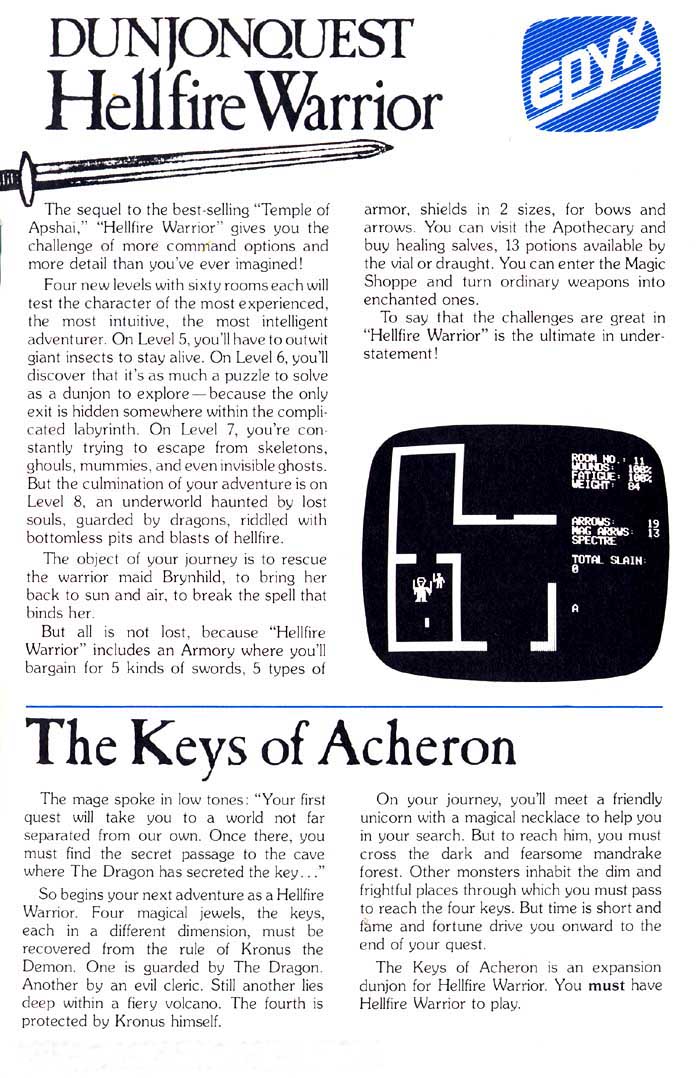 DUNJONQUEST
Hellfire Warrior
EPYX
The sequel to the best-selling “Temple of
Apshai,” “Hellfire Warrior” gives you the
challenge of more command options and
more detail than you’ve ever imagined!
Four new levels with sixty rooms each will
test the character of the most experienced,
the most intuitive, the most intelligent
adventurer. On Level 5, you’ll have to outwit
giant insects to stay alive. On Level 6, you’ll
discover that it’s as much a puzzle to solve
as a dunjon to explore—because the only
exit is hidden somewhere within the compli-
cated labyrinth. On Level 7, you’re con-
stantly trying to escape from skeletons,
ghouls, mummies, and even invisible ghosts.
But the culmination of your adventure is on
Level 8, an underworld haunted by lost
souls, guarded by dragons, riddled with
bottomless pits and blasts of hellfire.
The object of your journey is to rescue
the warrior maid Brynhild, to bring her
back to sun and air, to break the spell that
binds her.
But all is not lost, because “Hellfire
Warrior” includes an Armory where you’ll
bargain for 5 kinds of swords, 5 types of
armor, shields in 2 sizes, for bows and
arrows. You can visit the Apothecary and
buy healing salves, 13 potions available by
the vial or draught. You can enter the Magic
Shoppe and turn ordinary weapons into
enchanted ones.
To say that the challenges are great in
“Hellfire Warrior” is the ultimate in under-
statement!
ROOM NO.: 11
WOUNDS: 100%
FATIGUE: 100%
WEIGHT: 84
ARROWS: 19
MAG ARRWS: 13
SPECTRE
TOTAL SLAIN:
0
A
The Keys of Acheron
The mage spoke in low tones: “Your first
quest will take you to a world not far
separated from our own. Once there, you
must find the secret passage to the cave
where The Dragon has secreted the key...”
So begins your next adventure as a Hellfire
Warrior. Four magical jewels, the keys,
each in a different dimension, must be
recovered from the rule of Kronus the
Demon. One is guarded by The Dragon.
Another by an evil cleric. Still another lies
deep within a fiery volcano. The fourth is
protected by Kronus himself.
On your journey, you’ll meet a friendly
unicorn with a magical necklace to help you
in your search. But to reach him, you must
cross the dark and fearsome mandrake
forest. Other monsters inhabit the dim and
frightful places through which you must pass
to reach the four keys. But time is short and
fame and fortune drive you onward to the
end of your quest.
The Keys of Acheron is an expansion
dunjon for Hellfire Warrior. You must have
Hellfire Warrior to play.